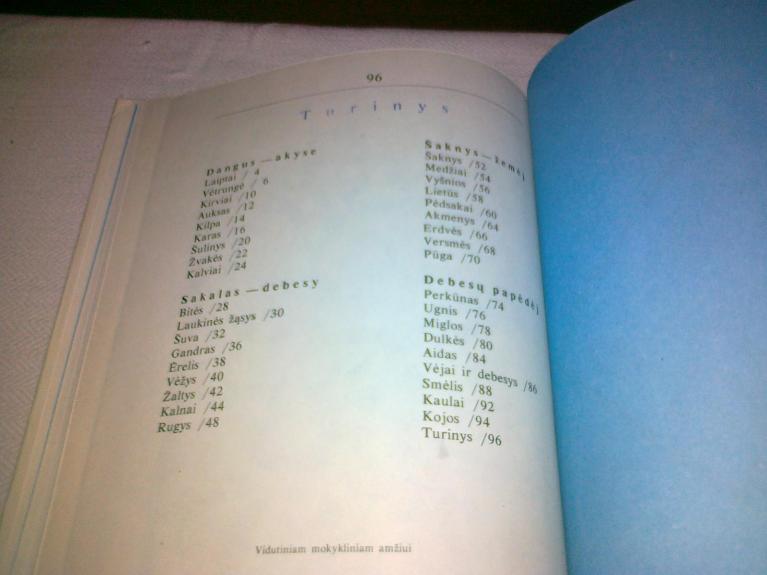 96
Turinys
Dangus — akyse
Laiptai / 4
Vėtrungė / 6
Kirviai /10
Auksas /12
Kilpa /14
Karas /16
Šulinys /20
Žvakės /22
Kalviai /24
Sakalas — debesy
Bitės /28
Laukinės žąsys /30
Šuva /32
Gandras /36
Ėrelis /38
Vėžys /40
Žaltys /42
Kalnai /44
Rugys /48
Šaknys — žemėj
Šaknys /52
Medžiai /54
Vyšnios /56
Lietūs /58
Pėdsakai /60
Akmenys /64
Erdvės /66
Versmės /68
Pūga /70
Debesų papėdėj
Perkūnas /74
Ugnis /76
Miglos /78
Dulkės /80
Aidas /84
Vėjai ir debesys /86
Smėlis /88
Kaulai /92
Kojos /94
Turinys /96
Vidutiniam mokykliniam amžiui